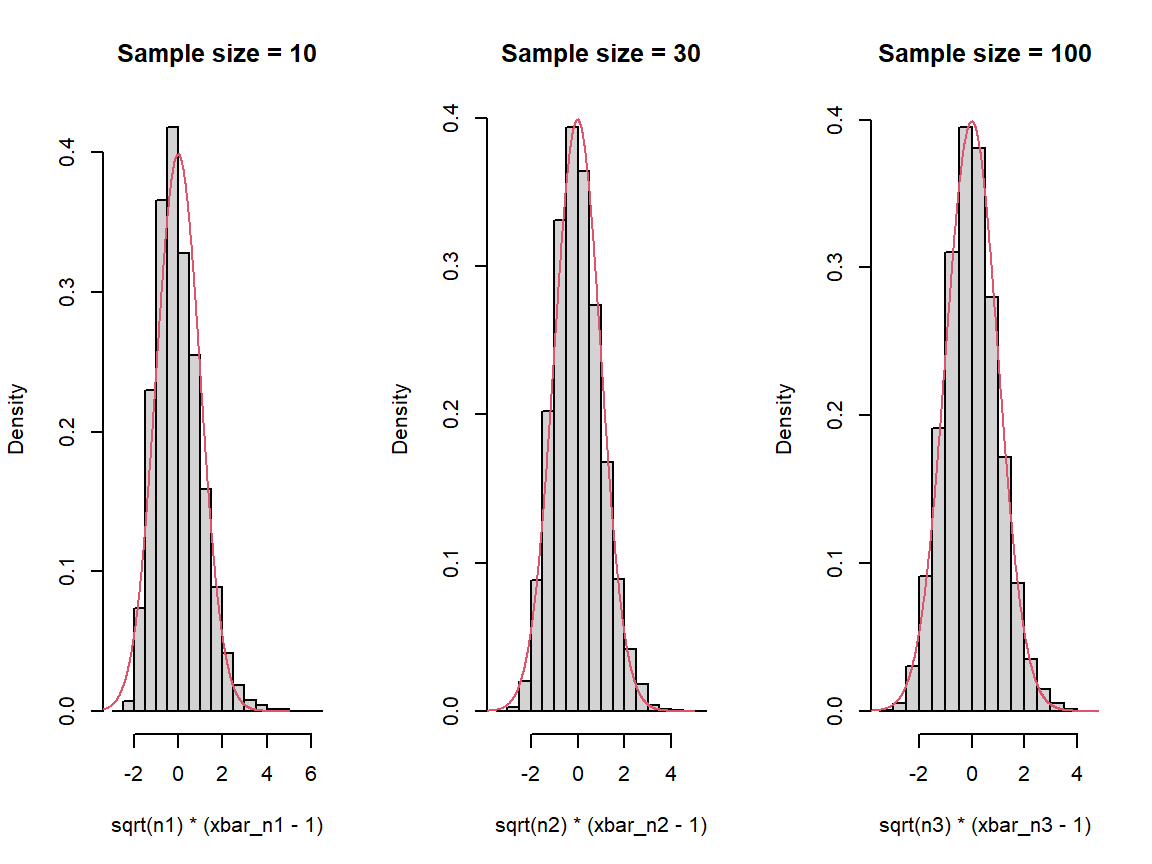 Sample size = 10
Density
0.4
0.3
0.2
0.1
0.0
-2 0 2 4 6
sqrt(n1) * (xbar_n1 - 1)
Sample size = 30
Density
0.4
0.3
0.2
0.1
0.0
-2 0 2 4
sqrt(n2) * (xbar_n2 - 1)
Sample size = 100
Density
0.4
0.3
0.2
0.1
0.0
-2 0 2 4
sqrt(n3) * (xbar_n3 - 1)